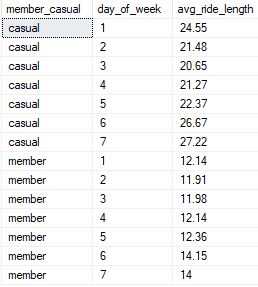 member_casual day_of_week avg_ride_length
casual 1 24.55
casual 2 21.48
casual 3 20.65
casual 4 21.27
casual 5 22.37
casual 6 26.67
casual 7 27.22
member 1 12.14
member 2 11.91
member 3 11.98
member 4 12.14
member 5 12.36
member 6 14.15
member 7 14